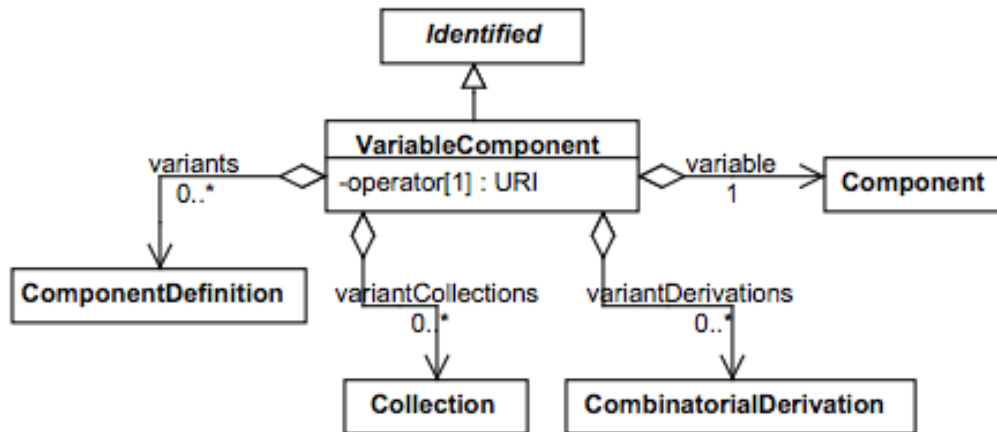 Identified
VariableComponent
-operator[1] : URI
variants
0..*
variable
1
Component
ComponentDefinition
variantCollections
0..*
variantDerivations
0..*
Collection
CombinatorialDerivation